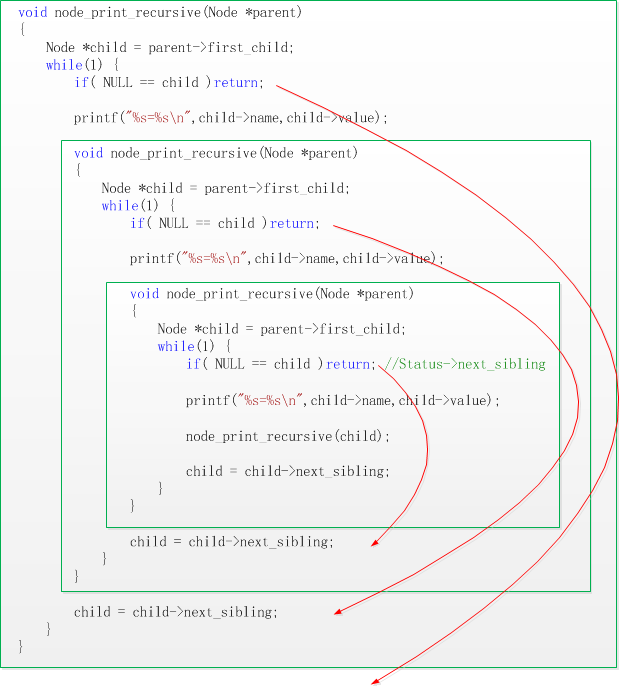 void node_print_recursive(Node *parent)
{
Node *child = parent->first_child;
while(1) {
if( NULL == child )return;
printf("%s=%s\n",child->name,child->value);
void node_print_recursive(Node *parent)
{
Node *child = parent->first_child;
while(1) {
if( NULL == child )return;
printf("%s=%s\n",child->name,child->value);
void node_print_recursive(Node *parent)
{
Node *child = parent->first_child;
while(1) {
if( NULL == child )return; //Status->next_sibling
printf("%s=%s\n",child->name,child->value);
node_print_recursive(child);
child = child->next_sibling;
}
}
child = child->next_sibling;
}
}
child = child->next_sibling;
}
}